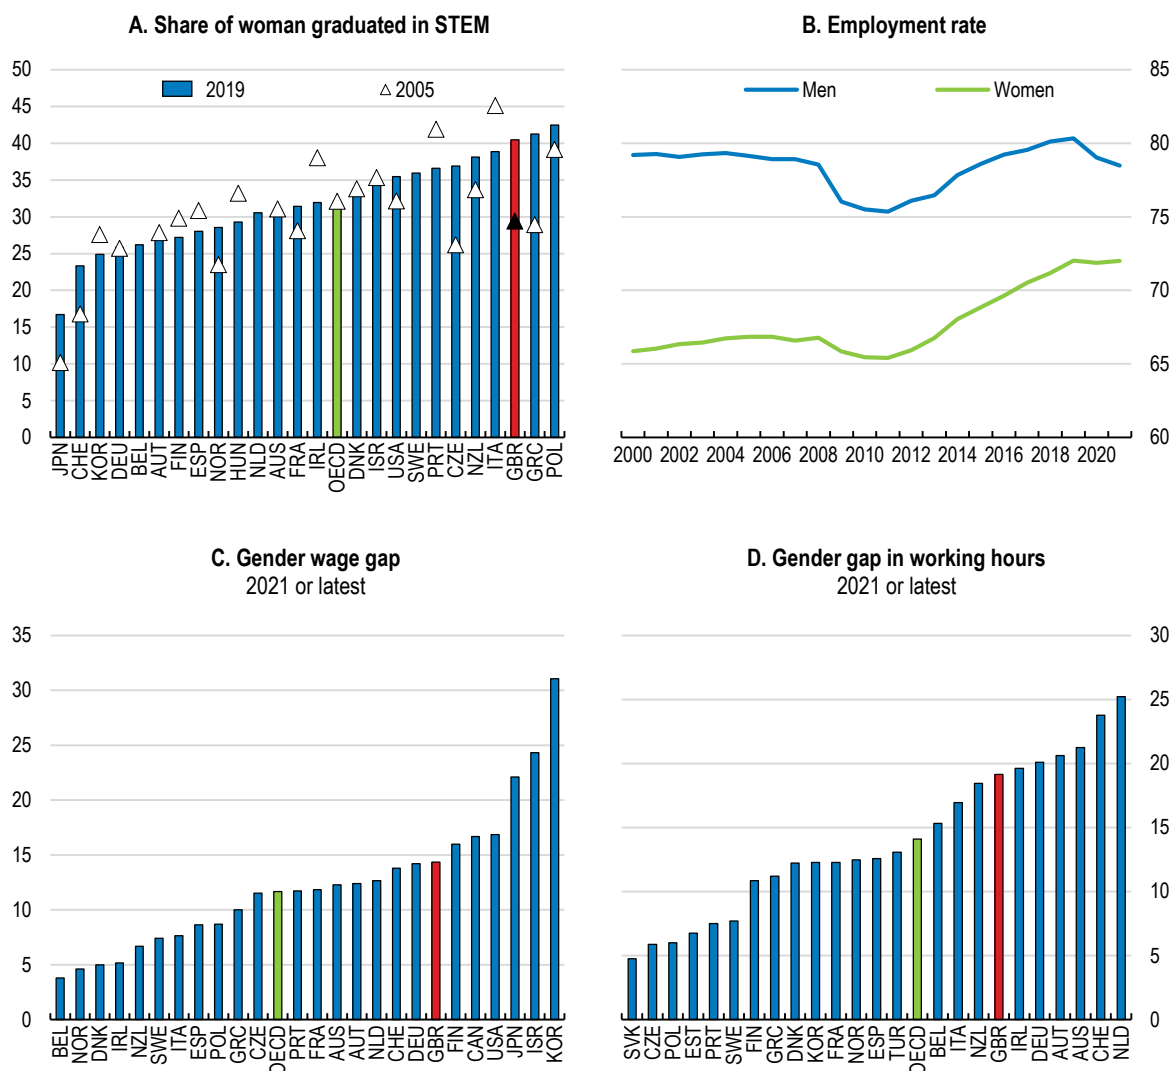 A. Share of woman graduated in STEM
50
45
40
35
30
25
20
15
10
5
0
2019
2005
JPN
CHE
KOR
DEU
BEL
AUT
FIN
ESP
NOR
HUN
NLD
AUS
FRA
IRL
OECD
DNK
ISR
USA
SWE
PRT
CZE
NZL
ITA
GBR
GRC
POL
B. Employment rate
Men
Women
85
80
75
70
65
60
2000 2002 2004 2006 2008 2010 2012 2014 2016 2018 2020
C. Gender wage gap
2021 or latest
35
30
25
20
15
10
5
0
BEL
NOR
DNK
IRL
NZL
SWE
ITA
ESP
POL
GRC
CZE
OECD
PRT
FRA
AUS
AUT
NLD
CHE
DEU
GBR
FIN
CAN
USA
JPN
ISR
KOR
D. Gender gap in working hours
2021 or latest
30
25
20
15
10
5
0
SVK
CZE
POL
EST
PRT
SWE
FIN
GRC
DNK
KOR
FRA
NOR
ESP
TUR
OECD
BEL
ITA
NZL
GBR
IRL
DEU
AUT
AUS
CHE
NLD